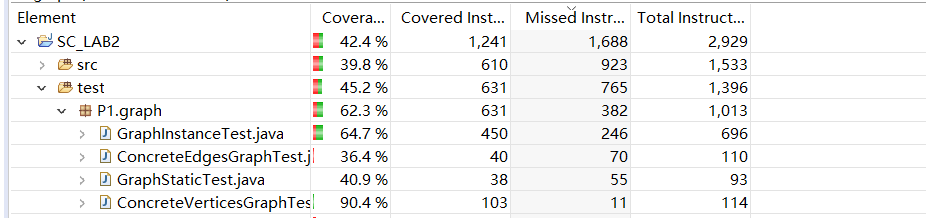 Element Covera... Covered Inst... Missed Instr... Total Instruct...
SC_LAB2 42.4 % 1,241 1,688 2,929
src 39.8 % 610 923 1,533
test 45.2 % 631 765 1,396
P1.graph 62.3 % 631 382 1,013
GraphInstanceTest.java 64.7 % 450 246 696
ConcreteEdgesGraphTest.j 36.4 % 40 70 110
GraphStaticTest.java 40.9 % 38 55 93
ConcreteVerticesGraphTes 90.4 % 103 11 114